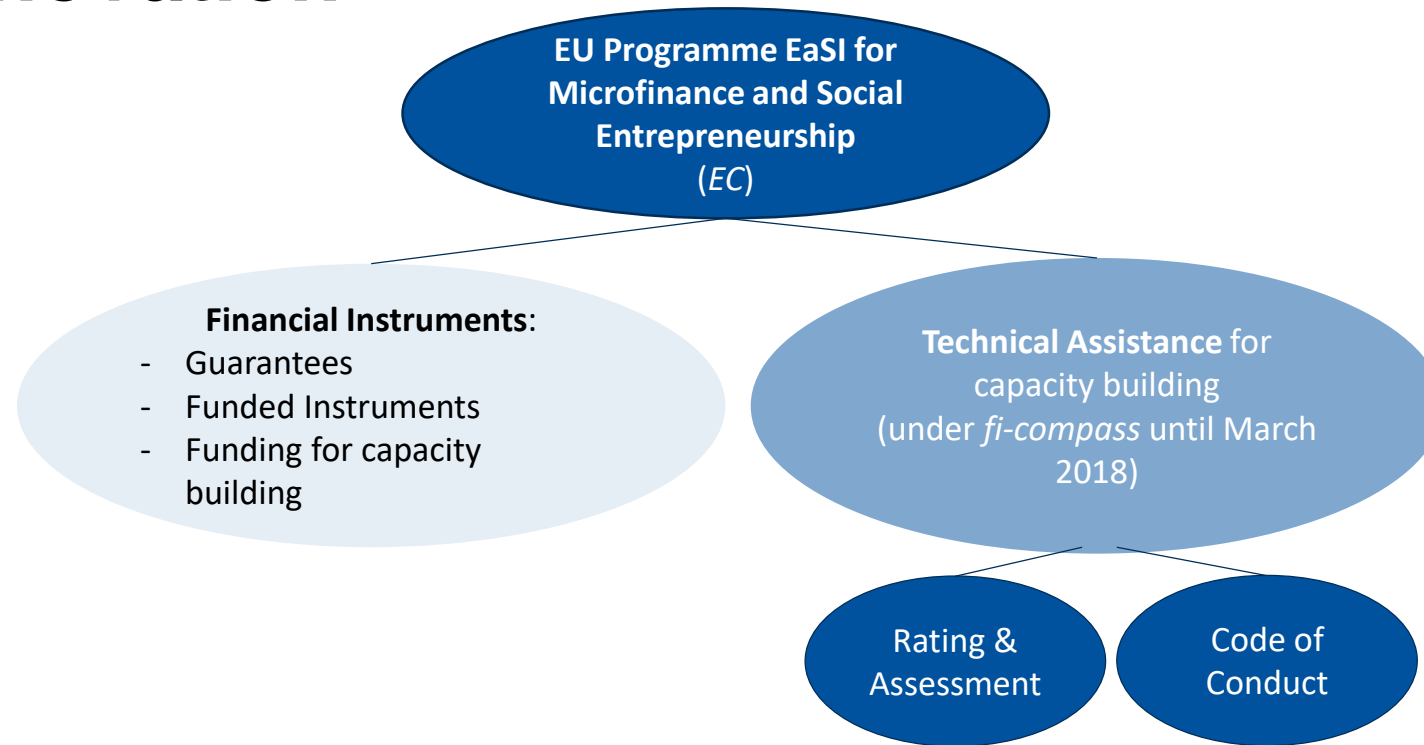 EU Programme EaSI for
Microfinance and Social
Entrepreneurship
(EC)
Financial Instruments:
- Guarantees
- Funded Instruments
- Funding for capacity
building
Technical Assistance for
capacity building
(under fi-compass until March
2018)
Rating &
Assessment
Code of
Conduct